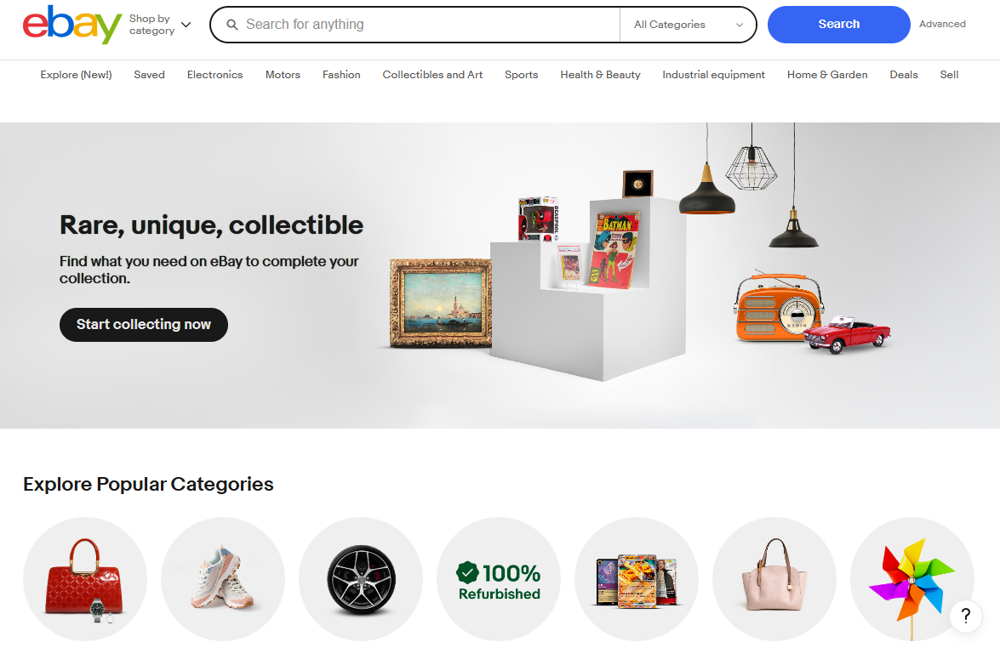 ebay
Shop by
category
Search for anything
All Categories
Search
Advanced
Explore (New!)
Saved
Electronics
Motors
Fashion
Collectibles and Art
Sports
Health & Beauty
Industrial equipment
Home & Garden
Deals
Sell
Rare, unique, collectible
Find what you need on eBay to complete your
collection.
Start collecting now
DEADPOOL
BATMAN
RADIO
Explore Popular Categories
100%
Refurbished
?